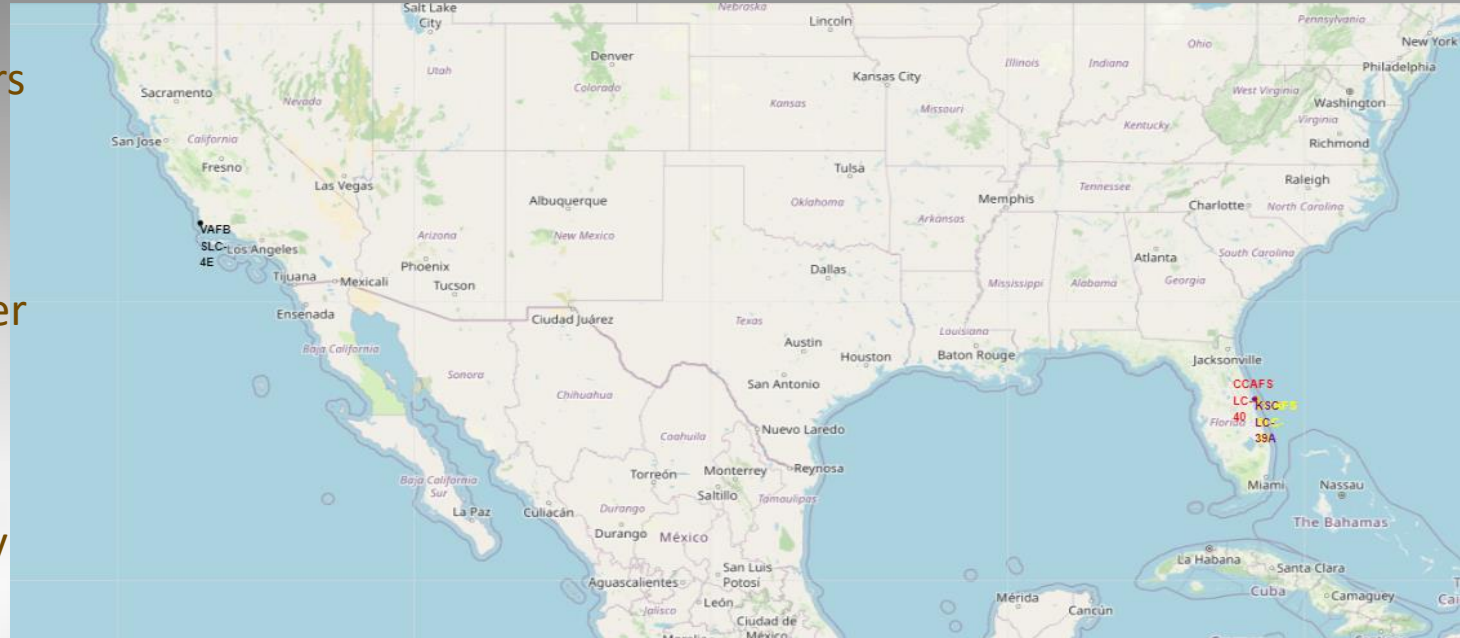 rs
er
y
Salt Lake
City
Nebraska
Lincoln
Pennsylvania
New York
Ohio
Denver
Utah
Illinois
Indiana
Philadelphia
Kansas City
Sacramento
Colorado
West Virginia
Nevada
Kansas
Missouri
Washington
Virginia
San Jose
California
Kentucky
Richmond
Fresno
Tulsa
Las Vegas
Raleigh
Tennessee
Albuquerque
Memphis
Oklahoma
Charlotte
North Carolina
Arkansas
VAFB
SLC-
4E
Los Angeles
Arizona
New Mexico
South Carolina
Atlanta
Phoenix
Dallas
Tijuana
Mexicali
Tucson
Mississippi
Alabama
Georgia
Ensenada
Ciudad Juárez
Texas
Louisiana
Austin
Baja California
Houston
Baton Rouge
Jacksonville
Sonora
San Antonio
Chihuahua
CCAFS
LC-
40
KSC
LC-
39A
Florida
Nuevo Laredo
Coahuila
Torreón
Monterrey
Reynosa
Baja California
Sur
Saltillo
Miami
Nassau
Tamaulipas
La Paz
Culiacán
Durango
Durango
México
The Bahamas
La Habana
Santa Clara
San Luis
Potosí
Aguascalientes
Cuba
Camaguey
León
Mérida
Cancún
Jalisco
Ciudad de
México